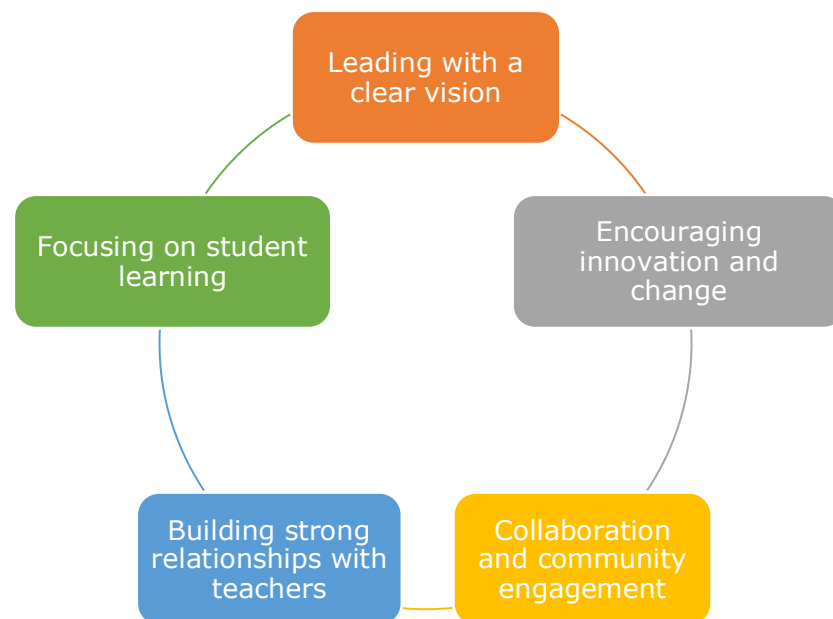 Leading with a
clear vision
Encouraging
innovation and
change
Collaboration
and community
engagement
Building strong
relationships with
teachers
Focusing on student
learning